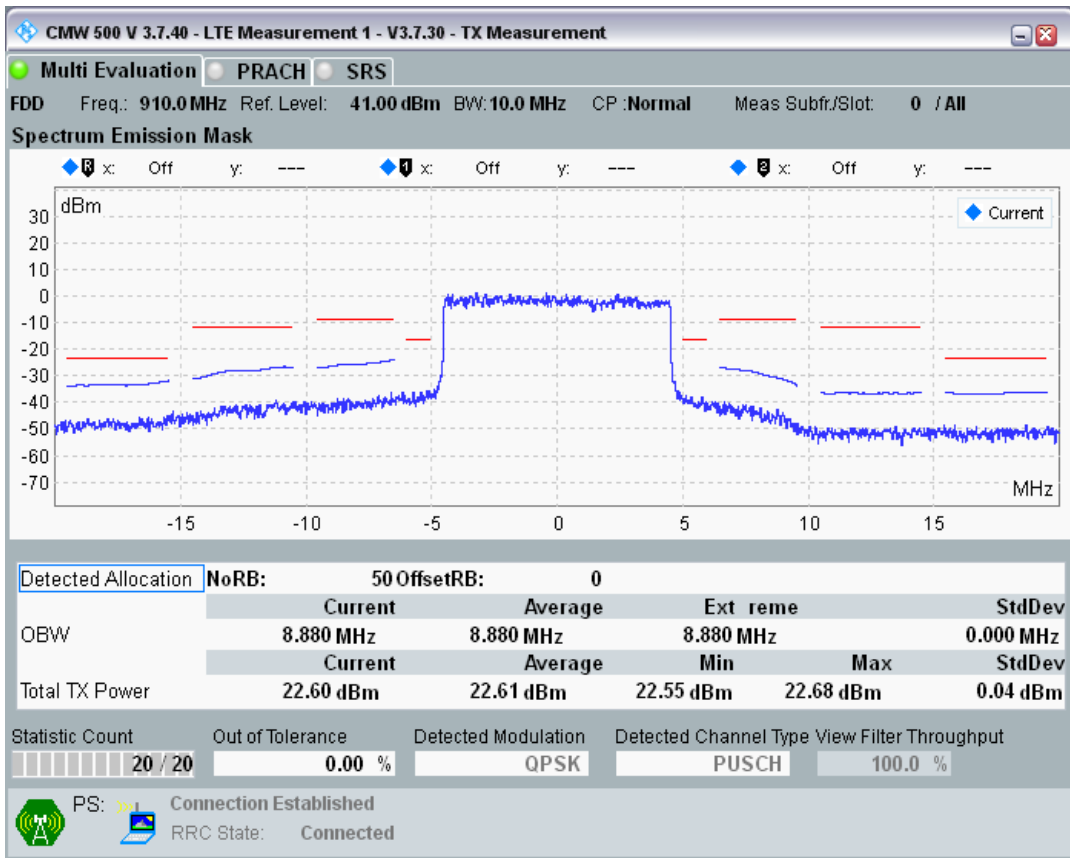 CMW 500 V 3.7.40 - LTE Measurement 1 - V3.7.30 - TX Measurement
Multi Evaluation PRACH SRS
FDD Freq.: 910.0 MHz Ref. Level: 41.00 dBm BW: 10.0 MHz CP : Normal Meas Subfr./Slot: 0 / All
Spectrum Emission Mask
R x: Off y: --- 1 x: Off y: --- 2 x: Off y: ---
dBm
Current
30
20
10
0
-10
-20
-30
-40
-50
-60
-70
MHz
-15 -10 -5 0 5 10 15
Detected Allocation NoRB: 50 OffsetRB: 0
Current Average Ext reme StdDev
OBW 8.880 MHz 8.880 MHz 8.880 MHz 0.000 MHz
Current Average Min Max StdDev
Total TX Power 22.60 dBm 22.61 dBm 22.55 dBm 22.68 dBm 0.04 dBm
Statistic Count Out of Tolerance Detected Modulation Detected Channel Type View Filter Throughput
20 / 20 0.00 % QPSK PUSCH 100.0 %
PS: Connection Established
RRC State: Connected